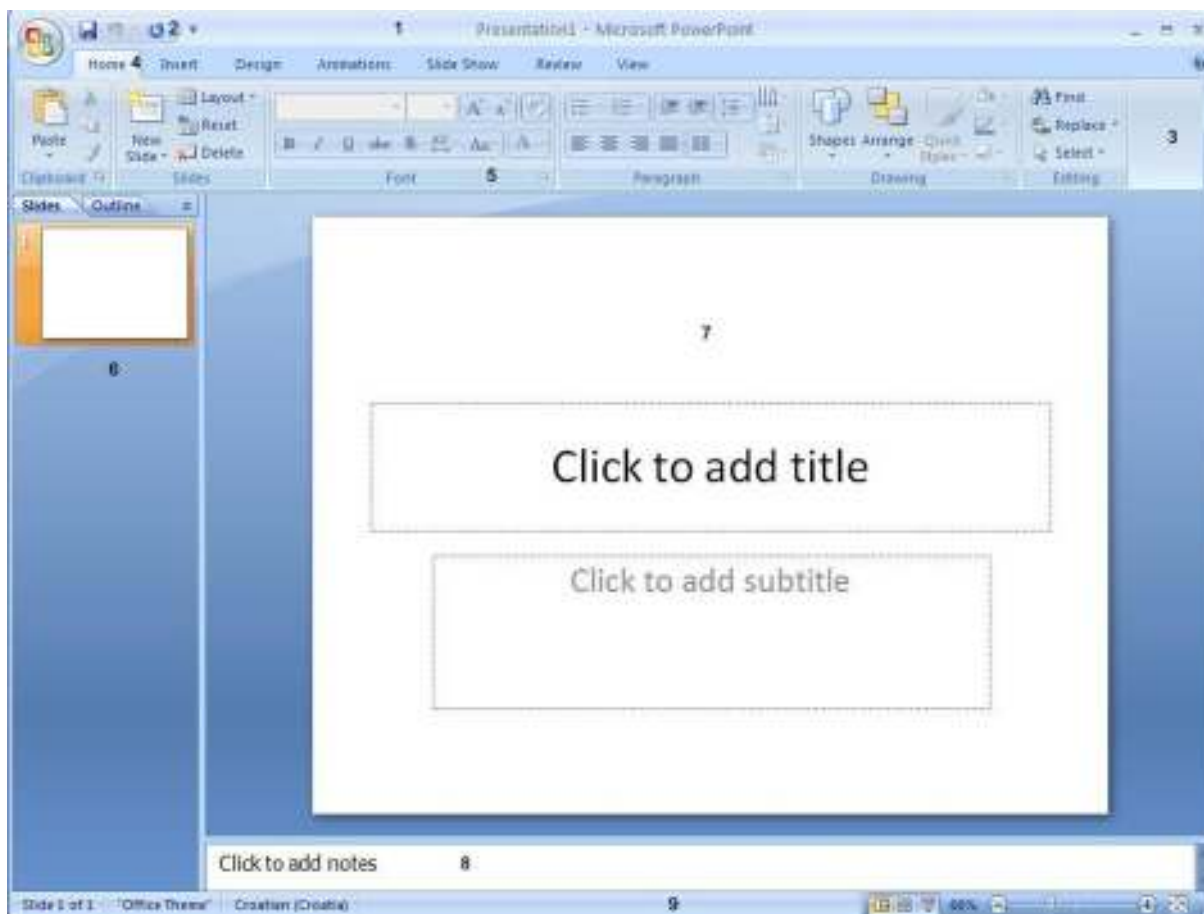 2 1 Presentation1 - Microsoft PowerPoint
Home 4 Insert Design Animations Slide Show Review View
Paste
New Slide
Layout
Reset
Delete
B I U abe S Aa A
Shapes Arrange Quick Styles
Find
Replace
Select
3
Clipboard Slides Font 5 Paragraph Drawing Editing
Slides Outline
1
6
7
Click to add title
Click to add subtitle
Click to add notes 8
Slide 1 of 1 "Office Theme" Croatian (Croatia) 9 66%